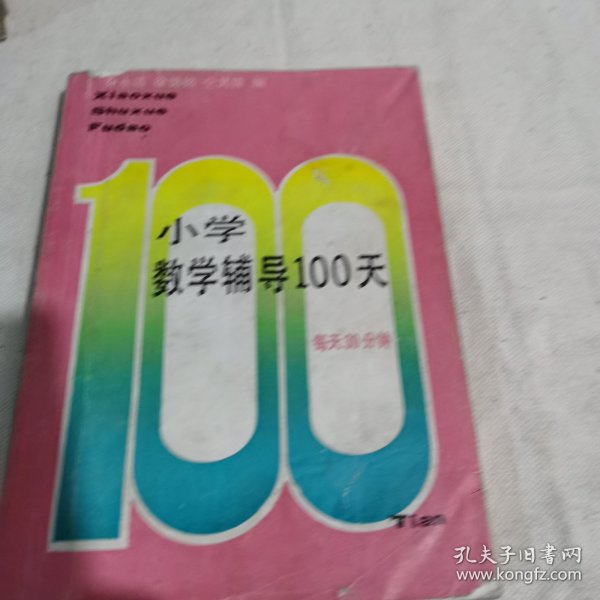 Xiaoxue
Shuxue
Fudao
小学
数学辅导100天
每天30分钟
100
Tian
孔夫子旧书网
www.kongfz.com